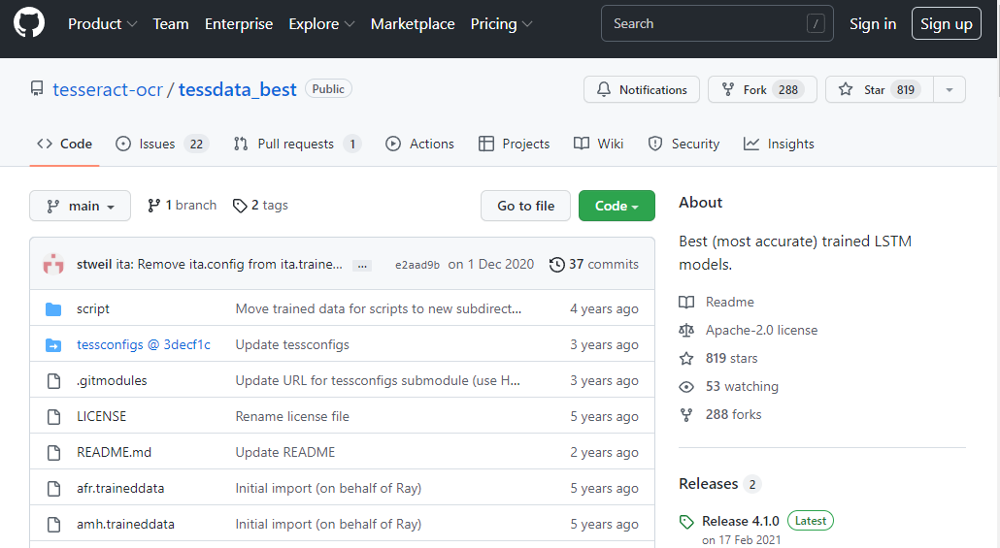 Product Team Enterprise Explore Marketplace Pricing Search / Sign in Sign up
tesseract-ocr / tessdata_best Public Notifications Fork 288 Star 819
Code Issues 22 Pull requests 1 Actions Projects Wiki Security Insights
main 1 branch 2 tags Go to file Code
stweil ita: Remove ita.config from ita.traine... ... e2aad9b on 1 Dec 2020 37 commits
script Move trained data for scripts to new subdirect... 4 years ago
tessconfigs @ 3decf1c Update tessconfigs 3 years ago
.gitmodules Update URL for tessconfigs submodule (use H... 3 years ago
LICENSE Rename license file 5 years ago
README.md Update README 2 years ago
afr.traineddata Initial import (on behalf of Ray) 5 years ago
amh.traineddata Initial import (on behalf of Ray) 5 years ago
About
Best (most accurate) trained LSTM
models.
Readme
Apache-2.0 license
819 stars
53 watching
288 forks
Releases 2
Release 4.1.0 Latest
on 17 Feb 2021